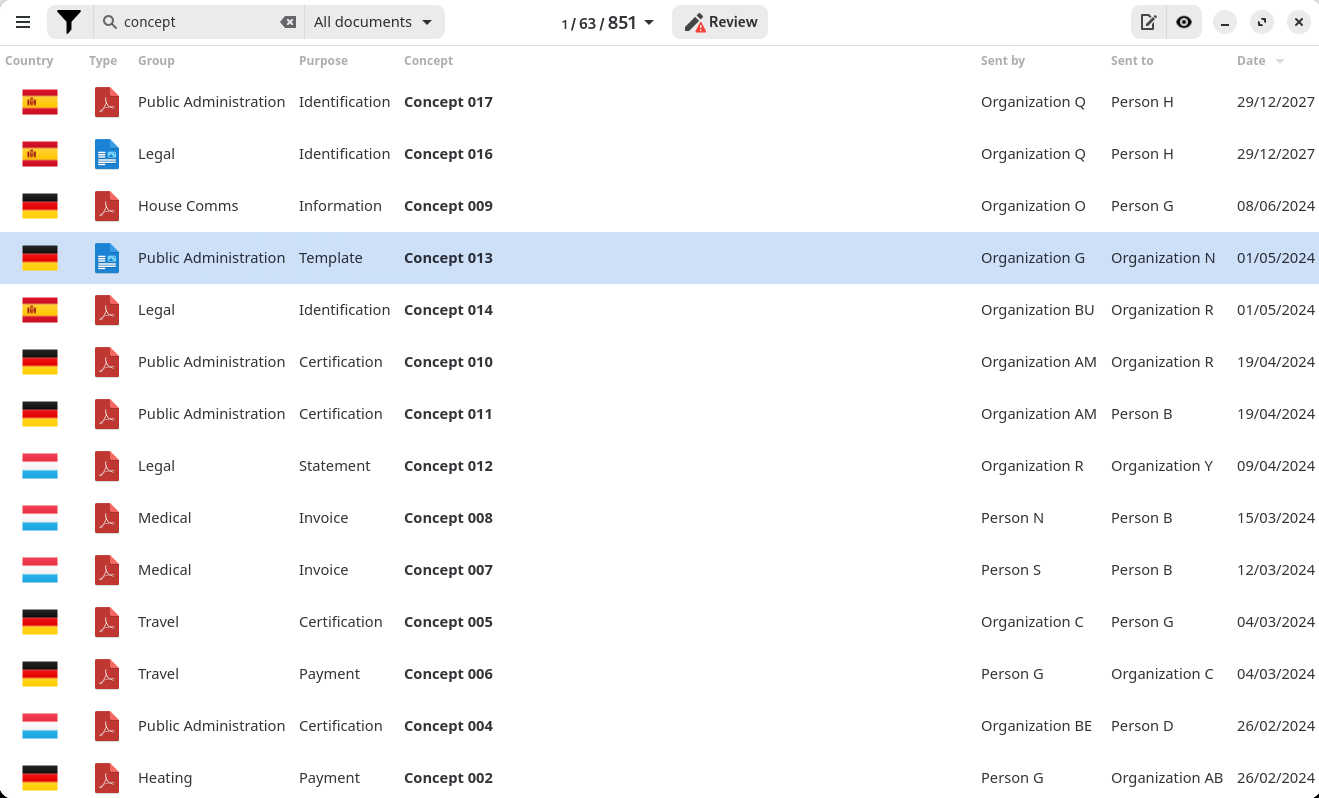 concept All documents 1 / 63 / 851 Review
Country Type Group Purpose Concept Sent by Sent to Date
Public Administration Identification Concept 017 Organization Q Person H 29/12/2027
Legal Identification Concept 016 Organization Q Person H 29/12/2027
House Comms Information Concept 009 Organization O Person G 08/06/2024
Public Administration Template Concept 013 Organization G Organization N 01/05/2024
Legal Identification Concept 014 Organization BU Organization R 01/05/2024
Public Administration Certification Concept 010 Organization AM Organization R 19/04/2024
Public Administration Certification Concept 011 Organization AM Person B 19/04/2024
Legal Statement Concept 012 Organization R Organization Y 09/04/2024
Medical Invoice Concept 008 Person N Person B 15/03/2024
Medical Invoice Concept 007 Person S Person B 12/03/2024
Travel Certification Concept 005 Organization C Person G 04/03/2024
Travel Payment Concept 006 Person G Organization C 04/03/2024
Public Administration Certification Concept 004 Organization BE Person D 26/02/2024
Heating Payment Concept 002 Person G Organization AB 26/02/2024